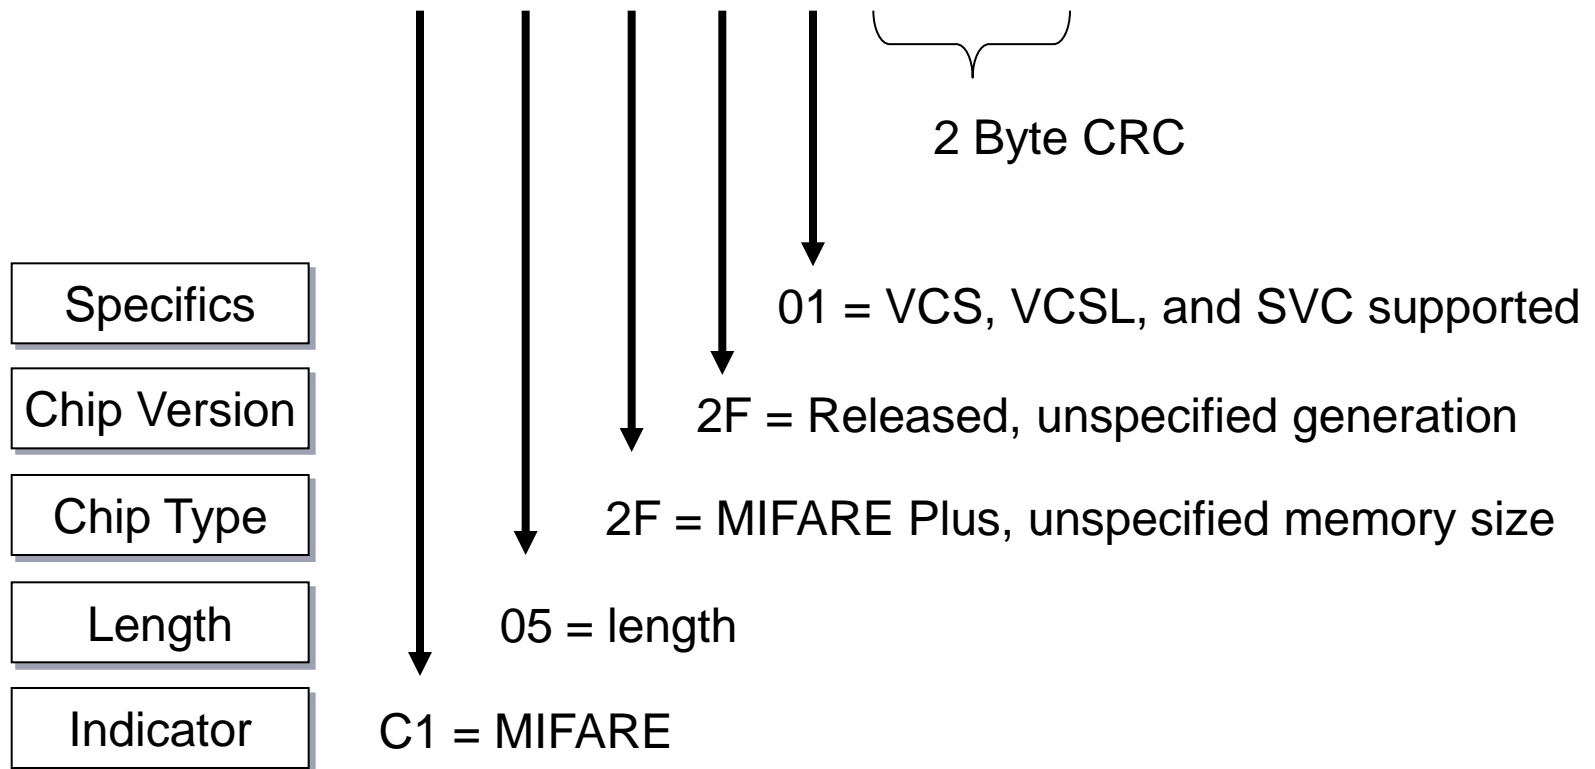 2 Byte CRC
Specifics
01 = VCS, VCSL, and SVC supported
Chip Version
2F = Released, unspecified generation
Chip Type
2F = MIFARE Plus, unspecified memory size
Length
05 = length
Indicator
C1 = MIFARE